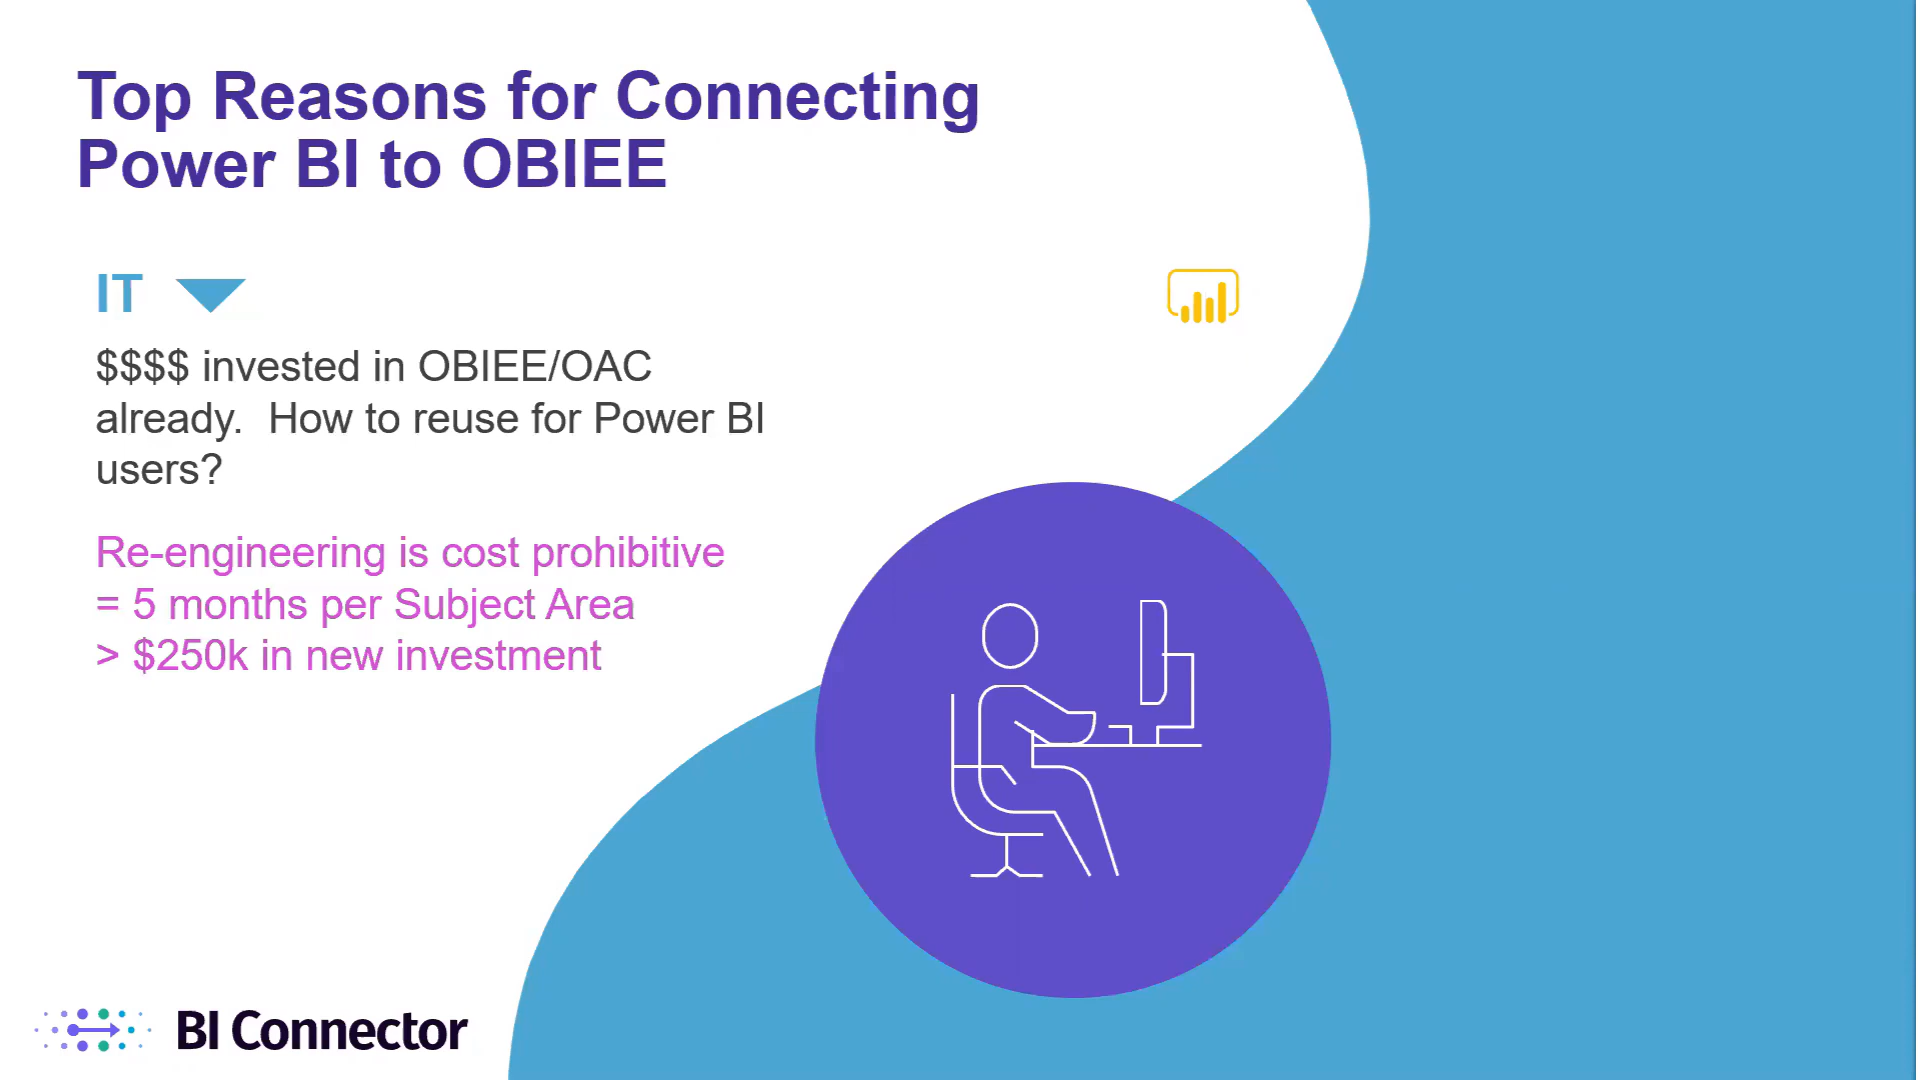 Top Reasons for Connecting
Power BI to OBIEE
IT
$$$$ invested in OBIEE/OAC
already.  How to reuse for Power BI
users?
Re-engineering is cost prohibitive
= 5 months per Subject Area
> $250k in new investment
BI Connector